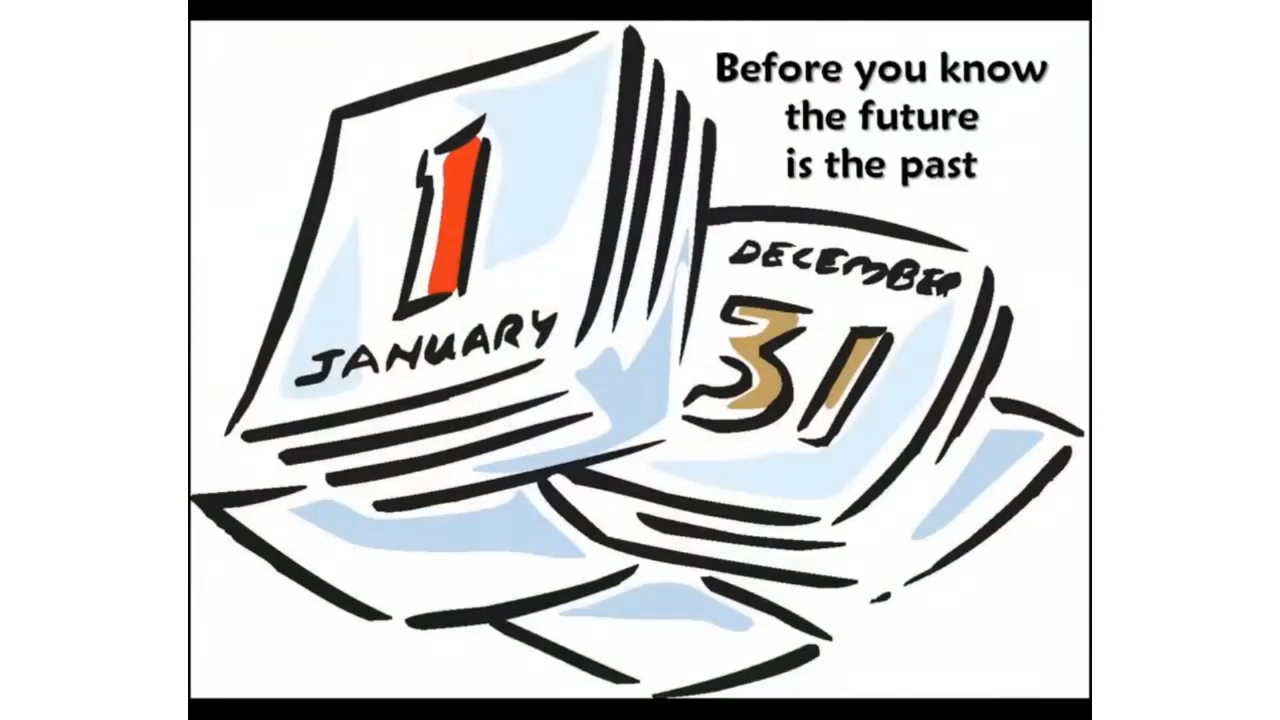 Before you know
the future
is the past
1
JANUARY
DECEMBER
31